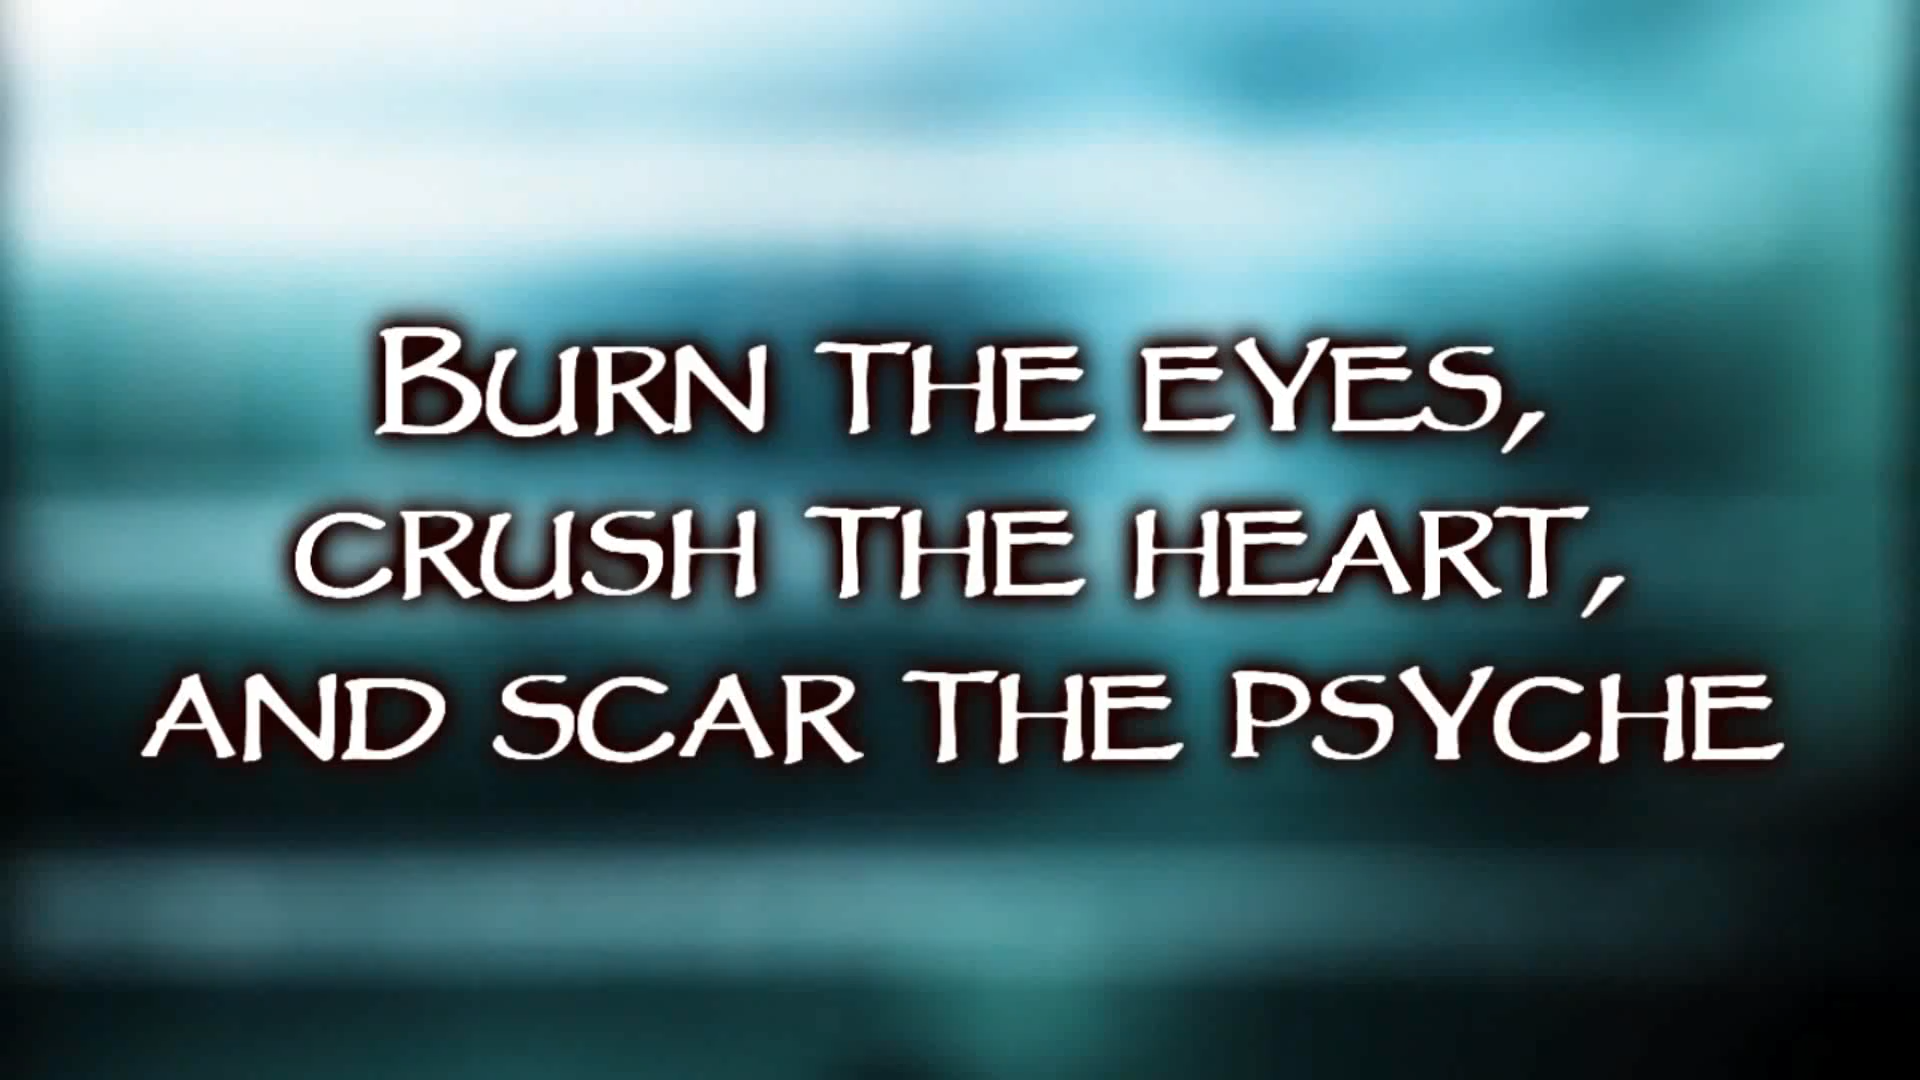 BURN THE EYES,
CRUSH THE HEART,
AND SCAR THE PSYCHE